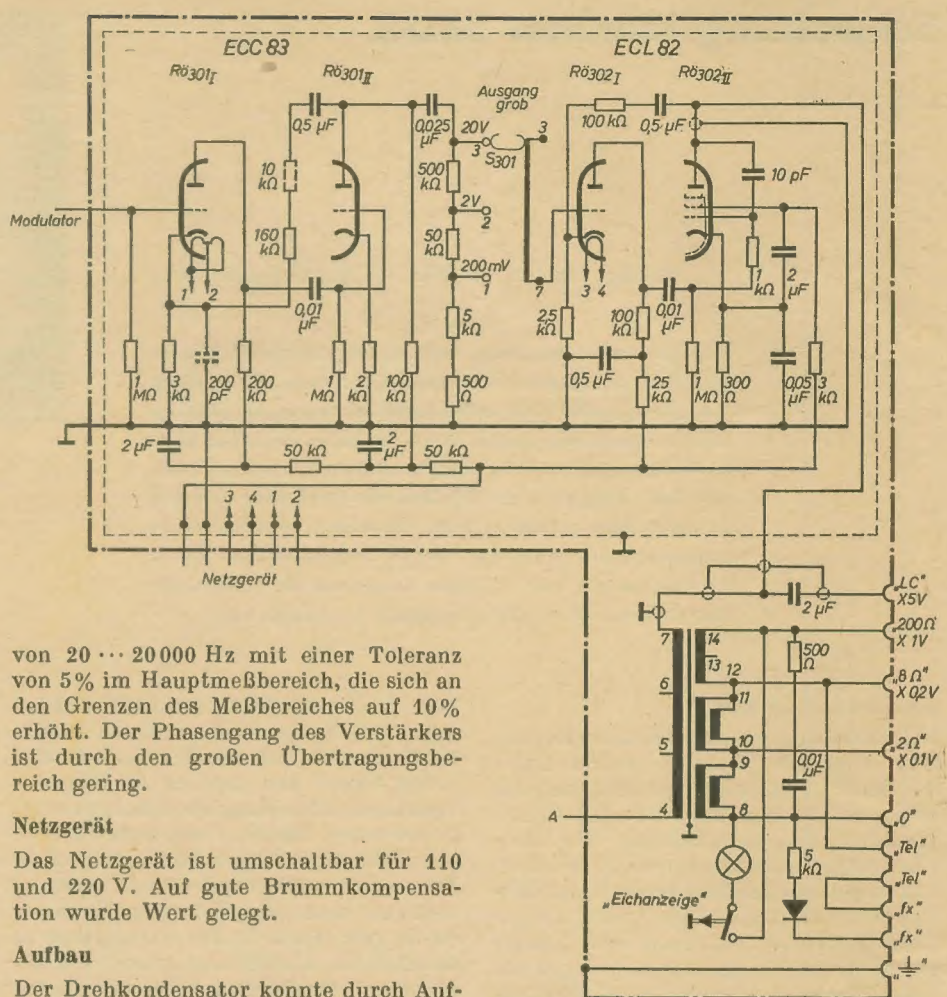 ECC 83
ECL 82
Rö301I
Rö301II
Rö302I
Rö302II
Ausgang
grob
0,5 µF
0,025
µF
20V
3
3
S301
100 kΩ
0,5 µF
10
kΩ
500
kΩ
10 pF
Modulator
2V
2
160
kΩ
50
kΩ
200mV
1
7
1
2
3
4
1
kΩ
2
µF
0,01
µF
5
kΩ
25
kΩ
100
kΩ
0,01
µF
1
MΩ
3
kΩ
200
pF
200
kΩ
1
MΩ
2
kΩ
100
kΩ
500
Ω
0,5 µF
25
kΩ
1
MΩ
300
Ω
0,05
µF
3
kΩ
2 µF
50 kΩ
2
µF
50 kΩ
3
4
1
2
Netzgerät
"LC"
X5V
2 µF
"200Ω"
X 1V
7
14
500
Ω
13
12
"8 Ω"
X 0,2V
6
11
5
10
"2Ω"
X 0,1V
9
0,01
µF
A
4
8
"0"
"Tel"
5
kΩ
"Tel"
"Eichanzeige"
"fx"
"fx"
"⏚"
von 20 ··· 20000 Hz mit einer Toleranz
von 5% im Hauptmeßbereich, die sich an
den Grenzen des Meßbereiches auf 10%
erhöht. Der Phasengang des Verstärkers
ist durch den großen Übertragungsbe-
reich gering.
Netzgerät
Das Netzgerät ist umschaltbar für 110
und 220 V. Auf gute Brummkompensa-
tion wurde Wert gelegt.
Aufbau
Der Drehkondensator konnte durch Auf-